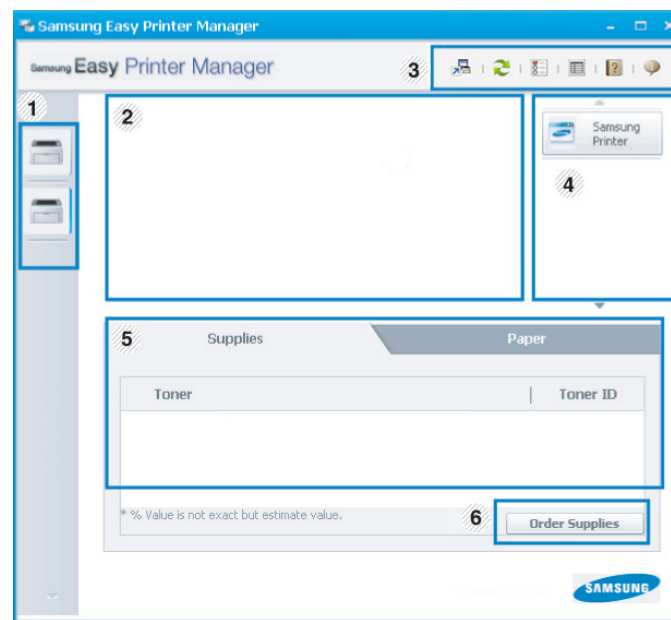 Samsung Easy Printer Manager
Samsung Easy Printer Manager
3
1
2
Samsung
Printer
4
5
Supplies
Paper
Toner
Toner ID
* % Value is not exact but estimate value.
6
Order Supplies
SAMSUNG